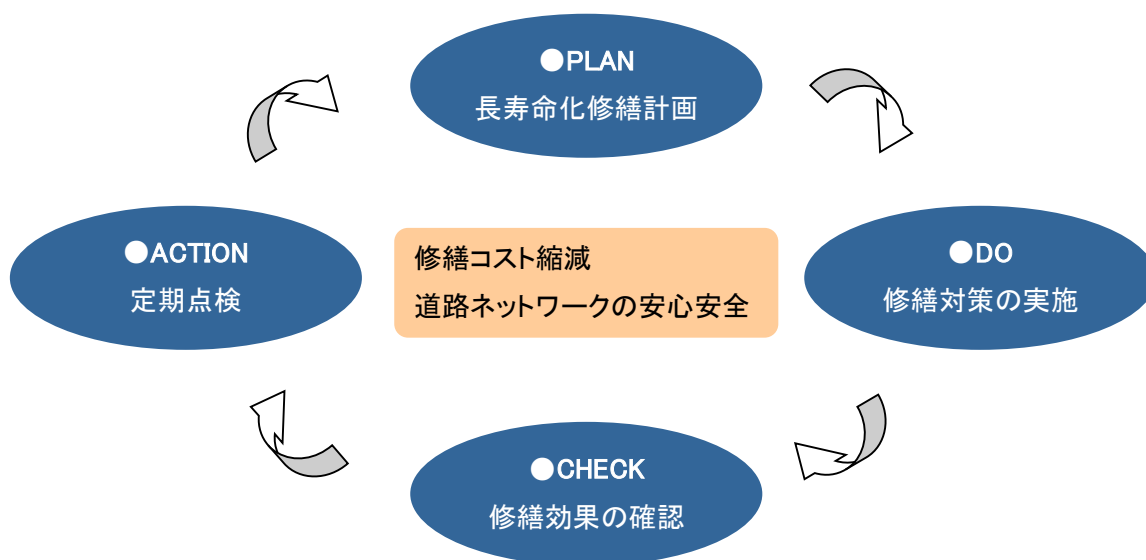 ●PLAN
長寿命化修繕計画
●ACTION
定期点検
修繕コスト縮減
道路ネットワークの安心安全
●DO
修繕対策の実施
●CHECK
修繕効果の確認